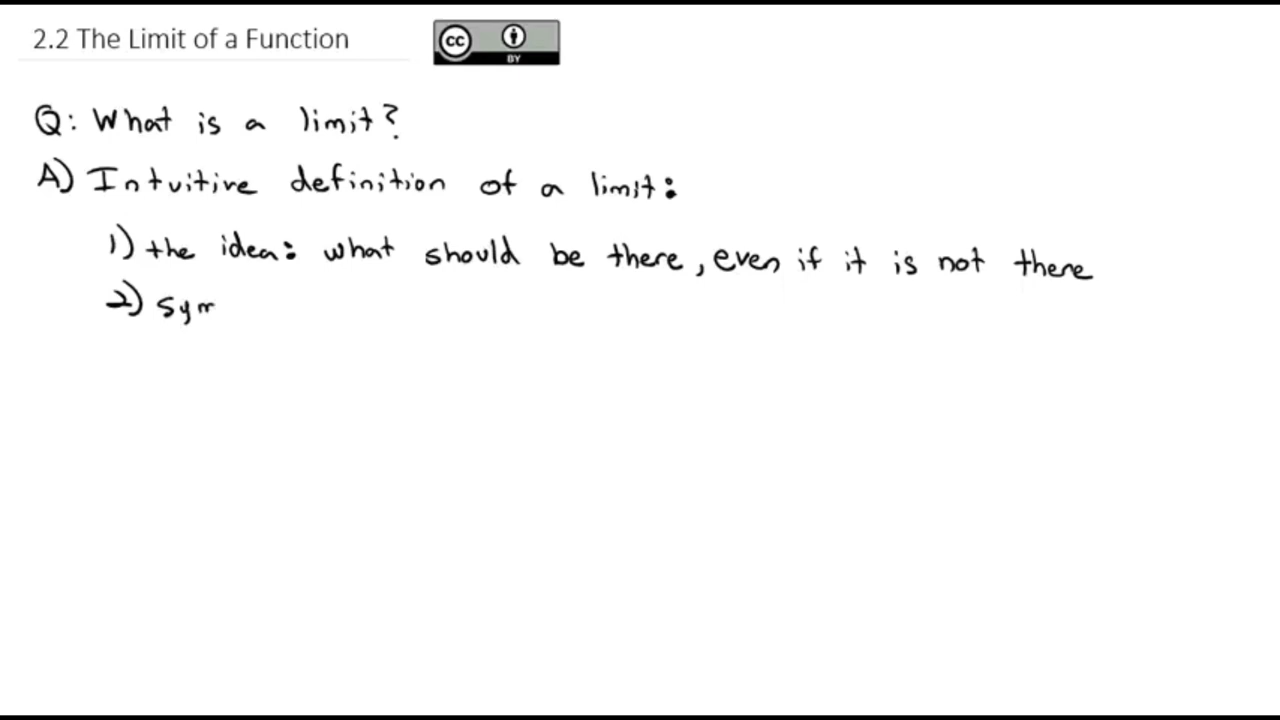 2.2 The Limit of a Function
cc BY
Q: What is a limit?
A) Intuitive definition of a limit:
1) the idea: what should be there, even if it is not there
2) Sym